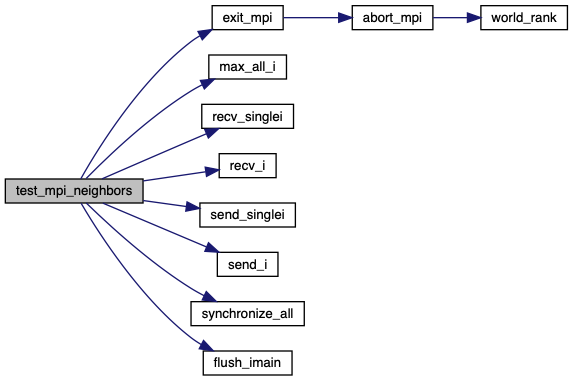 exit_mpi
abort_mpi
world_rank
max_all_i
recv_singlei
recv_i
test_mpi_neighbors
send_singlei
send_i
synchronize_all
flush_imain